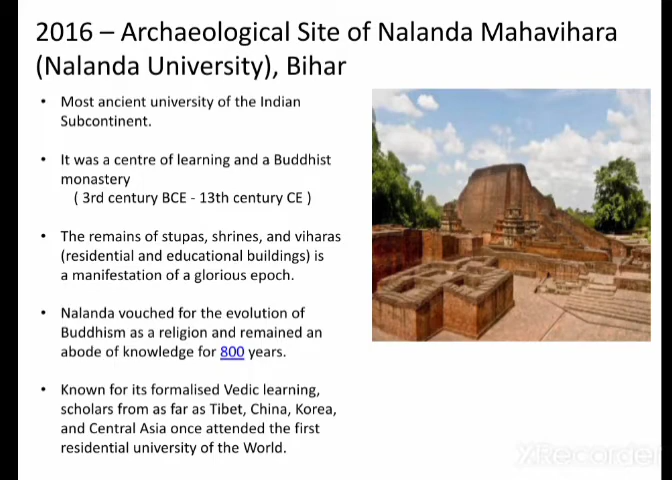 2016 – Archaeological Site of Nalanda Mahavihara
(Nalanda University), Bihar
• Most ancient university of the Indian
Subcontinent.
• It was a centre of learning and a Buddhist
monastery
( 3rd century BCE - 13th century CE )
• The remains of stupas, shrines, and viharas
(residential and educational buildings) is
a manifestation of a glorious epoch.
• Nalanda vouched for the evolution of
Buddhism as a religion and remained an
abode of knowledge for 800 years.
• Known for its formalised Vedic learning,
scholars from as far as Tibet, China, Korea,
and Central Asia once attended the first
residential university of the World.
XRecorder